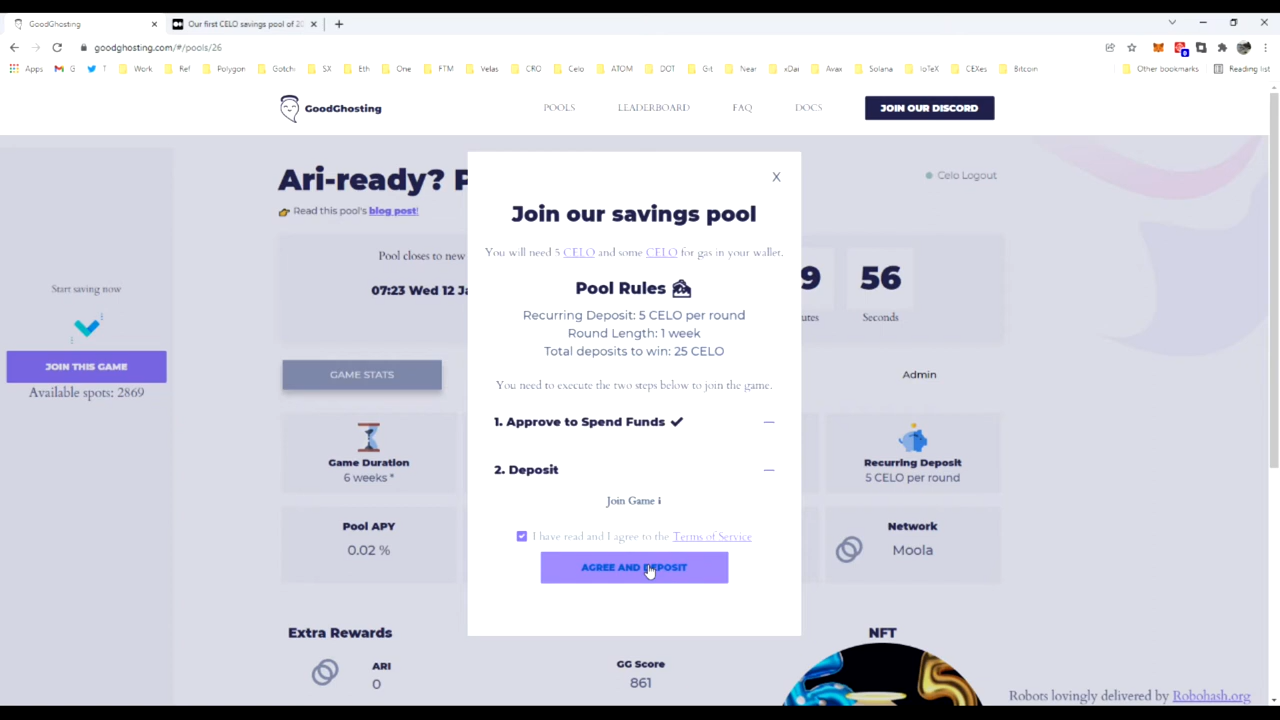 GoodGhosting
Our first CELO savings pool of 20
goodghosting.com/#/pools/26
Apps
G
T
Work
Ref
Polygon
Gotchi
SX
Eth
One
FTM
Helas
CRO
Celo
ATOM
DOT
Git
Near
xDai
Avax
Solana
IoTeX
CEXes
Bitcoin
Other bookmarks
Reading list
GoodGhosting
POOLS
LEADERBOARD
FAQ
DOCS
JOIN OUR DISCORD
Ari-ready? P
Read this pool's blog post!
Celo Logout
Pool closes to new
07:23 Wed 12 Ja
9
56
utes
Seconds
Start saving now
JOIN THIS GAME
Available spots: 2869
GAME STATS
Admin
Game Duration
6 weeks *
Recurring Deposit
5 CELO per round
Pool APY
0.02 %
Network
Moola
Extra Rewards
ARI
0
GG Score
861
NFT
X
Join our savings pool
You will need 5 CELO and some CELO for gas in your wallet.
Pool Rules
Recurring Deposit: 5 CELO per round
Round Length: 1 week
Total deposits to win: 25 CELO
You need to execute the two steps below to join the game.
1. Approve to Spend Funds
2. Deposit
Join Game i
I have read and I agree to the Terms of Service
AGREE AND DEPOSIT
Robots lovingly delivered by Robohash.org